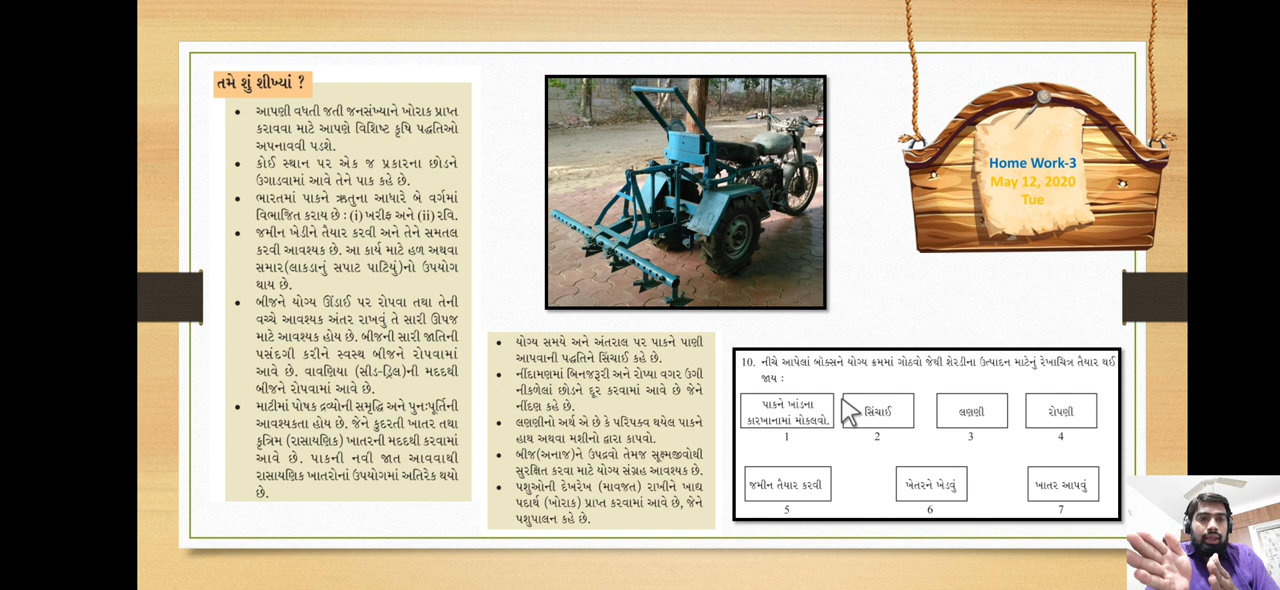 તમે શું શીખ્યાં ?
• આપણી વધતી જતી જનસંખ્યાને ખોરાક પ્રાપ્ત
કરાવવા માટે આપણે વિશિષ્ટ કૃષિ પદ્ધતિઓ
અપનાવવી પડશે.
• કોઈ સ્થાન પર એક જ પ્રકારના છોડને
ઉગાડવામાં આવે તેને પાક કહે છે.
• ભારતમાં પાકને ઋતુના આધારે બે વર્ગમાં
વિભાજિત કરાય છે : (i) ખરીફ અને (ii) રવિ.
• જમીન ખેડીને તૈયાર કરવી અને તેને સમતલ
કરવી આવશ્યક છે. આ કાર્ય માટે હળ અથવા
સમાર(લાકડાનું સપાટ પાટિયું)નો ઉપયોગ
થાય છે.
• બીજને યોગ્ય ઊંડાઈ પર રોપવા તથા તેની
વચ્ચે આવશ્યક અંતર રાખવું તે સારી ઊપજ
માટે આવશ્યક હોય છે. બીજની સારી જાતિની
પસંદગી કરીને સ્વસ્થ બીજને રોપવામાં
આવે છે. વાવણિયા (સીડ-ડ્રિલ)ની મદદથી
બીજને રોપવામાં આવે છે.
• માટીમાં પોષક દ્રવ્યોની સમૃદ્ધિ અને પુનઃપૂર્તિની
આવશ્યકતા હોય છે. જેને કુદરતી ખાતર તથા
કૃત્રિમ (રાસાયણિક) ખાતરની મદદથી કરવામાં
આવે છે. પાકની નવી જાત આવવાથી
રાસાયણિક ખાતરોનાં ઉપયોગમાં અતિરેક થયો
છે.
• યોગ્ય સમયે અને અંતરાલ પર પાકને પાણી
આપવાની પદ્ધતિને સિંચાઈ કહે છે.
• નીંદામણમાં બિનજરૂરી અને રોપ્યા વગર ઉગી
નીકળેલાં છોડને દૂર કરવામાં આવે છે જેને
નીંદણ કહે છે.
• લણણીનો અર્થ એ છે કે પરિપક્વ થયેલ પાકને
હાથ અથવા મશીનો દ્વારા કાપવો.
• બીજ(અનાજ)ને ઉપદ્રવો તેમજ સૂક્ષ્મજીવોથી
સુરક્ષિત કરવા માટે યોગ્ય સંગ્રહ આવશ્યક છે.
• પશુઓની દેખરેખ (માવજત) રાખીને ખાદ્ય
પદાર્થ (ખોરાક) પ્રાપ્ત કરવામાં આવે છે, જેને
પશુપાલન કહે છે.
Home Work-3
May 12, 2020
Tue
10. નીચે આપેલાં બૉક્સને યોગ્ય ક્રમમાં ગોઠવો જેથી શેરડીના ઉત્પાદન માટેનું રેખાચિત્ર તૈયાર થઈ
જાય :
પાકને ખાંડના
કારખાનામાં મોકલવો.
સિંચાઈ
લણણી
રોપણી
1 2 3 4
જમીન તૈયાર કરવી
ખેતરને ખેડવું
ખાતર આપવું
5 6 7